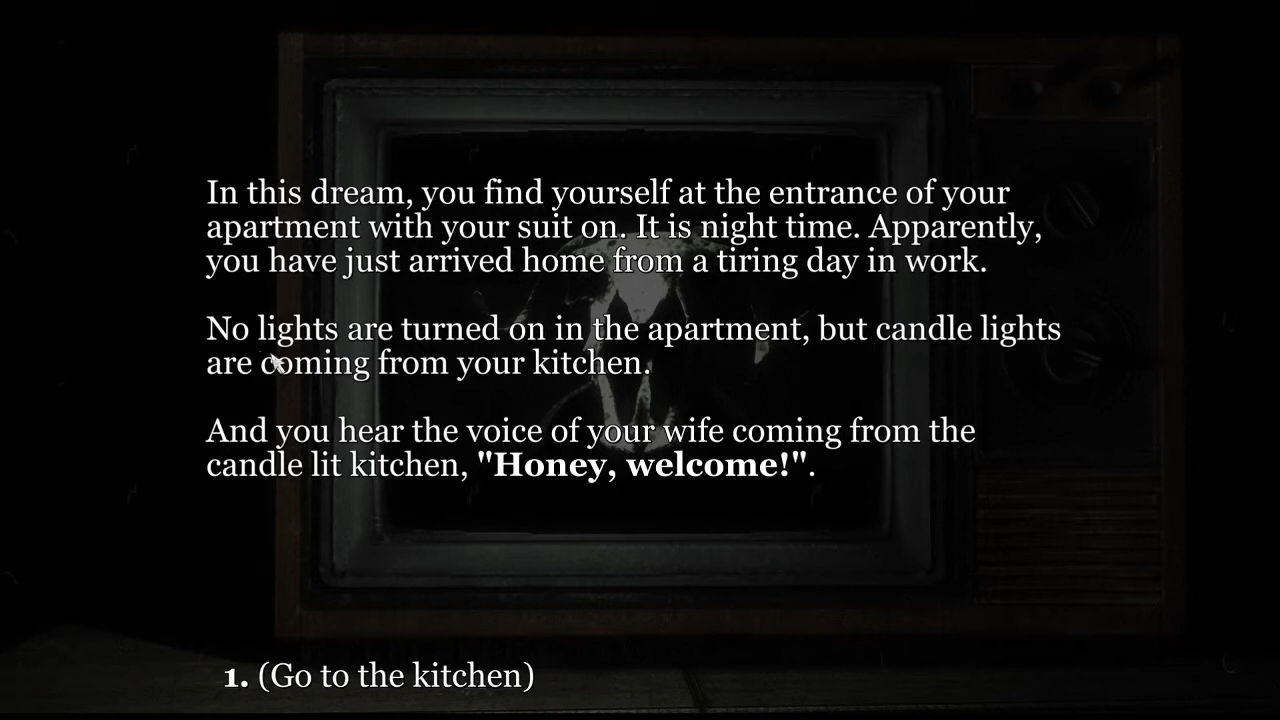 In this dream, you find yourself at the entrance of your
apartment with your suit on. It is night time. Apparently,
you have just arrived home from a tiring day in work.
No lights are turned on in the apartment, but candle lights
are coming from your kitchen.
And you hear the voice of your wife coming from the
candle lit kitchen, "Honey, welcome!".
1. (Go to the kitchen)